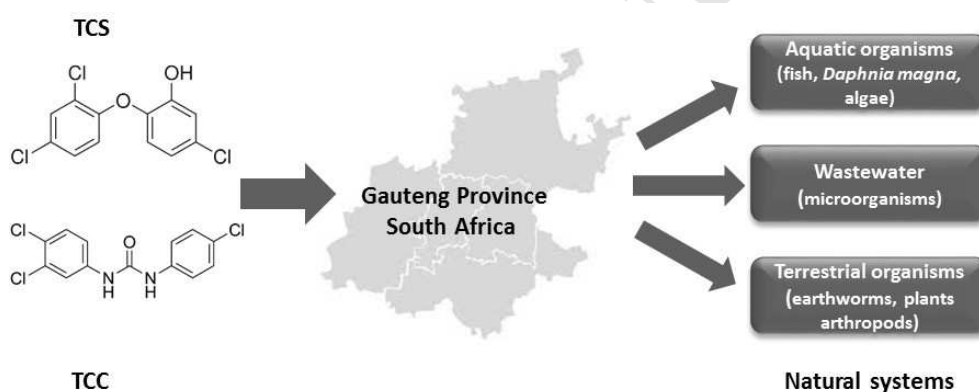 TCS
Cl
OH
O
Cl
Cl
Cl
Cl
O
Cl
N
H
N
H
TCC
Gauteng Province
South Africa
Aquatic organisms
(fish, Daphnia magna,
algae)
Wastewater
(microorganisms)
Terrestrial organisms
(earthworms, plants
arthropods)
Natural systems